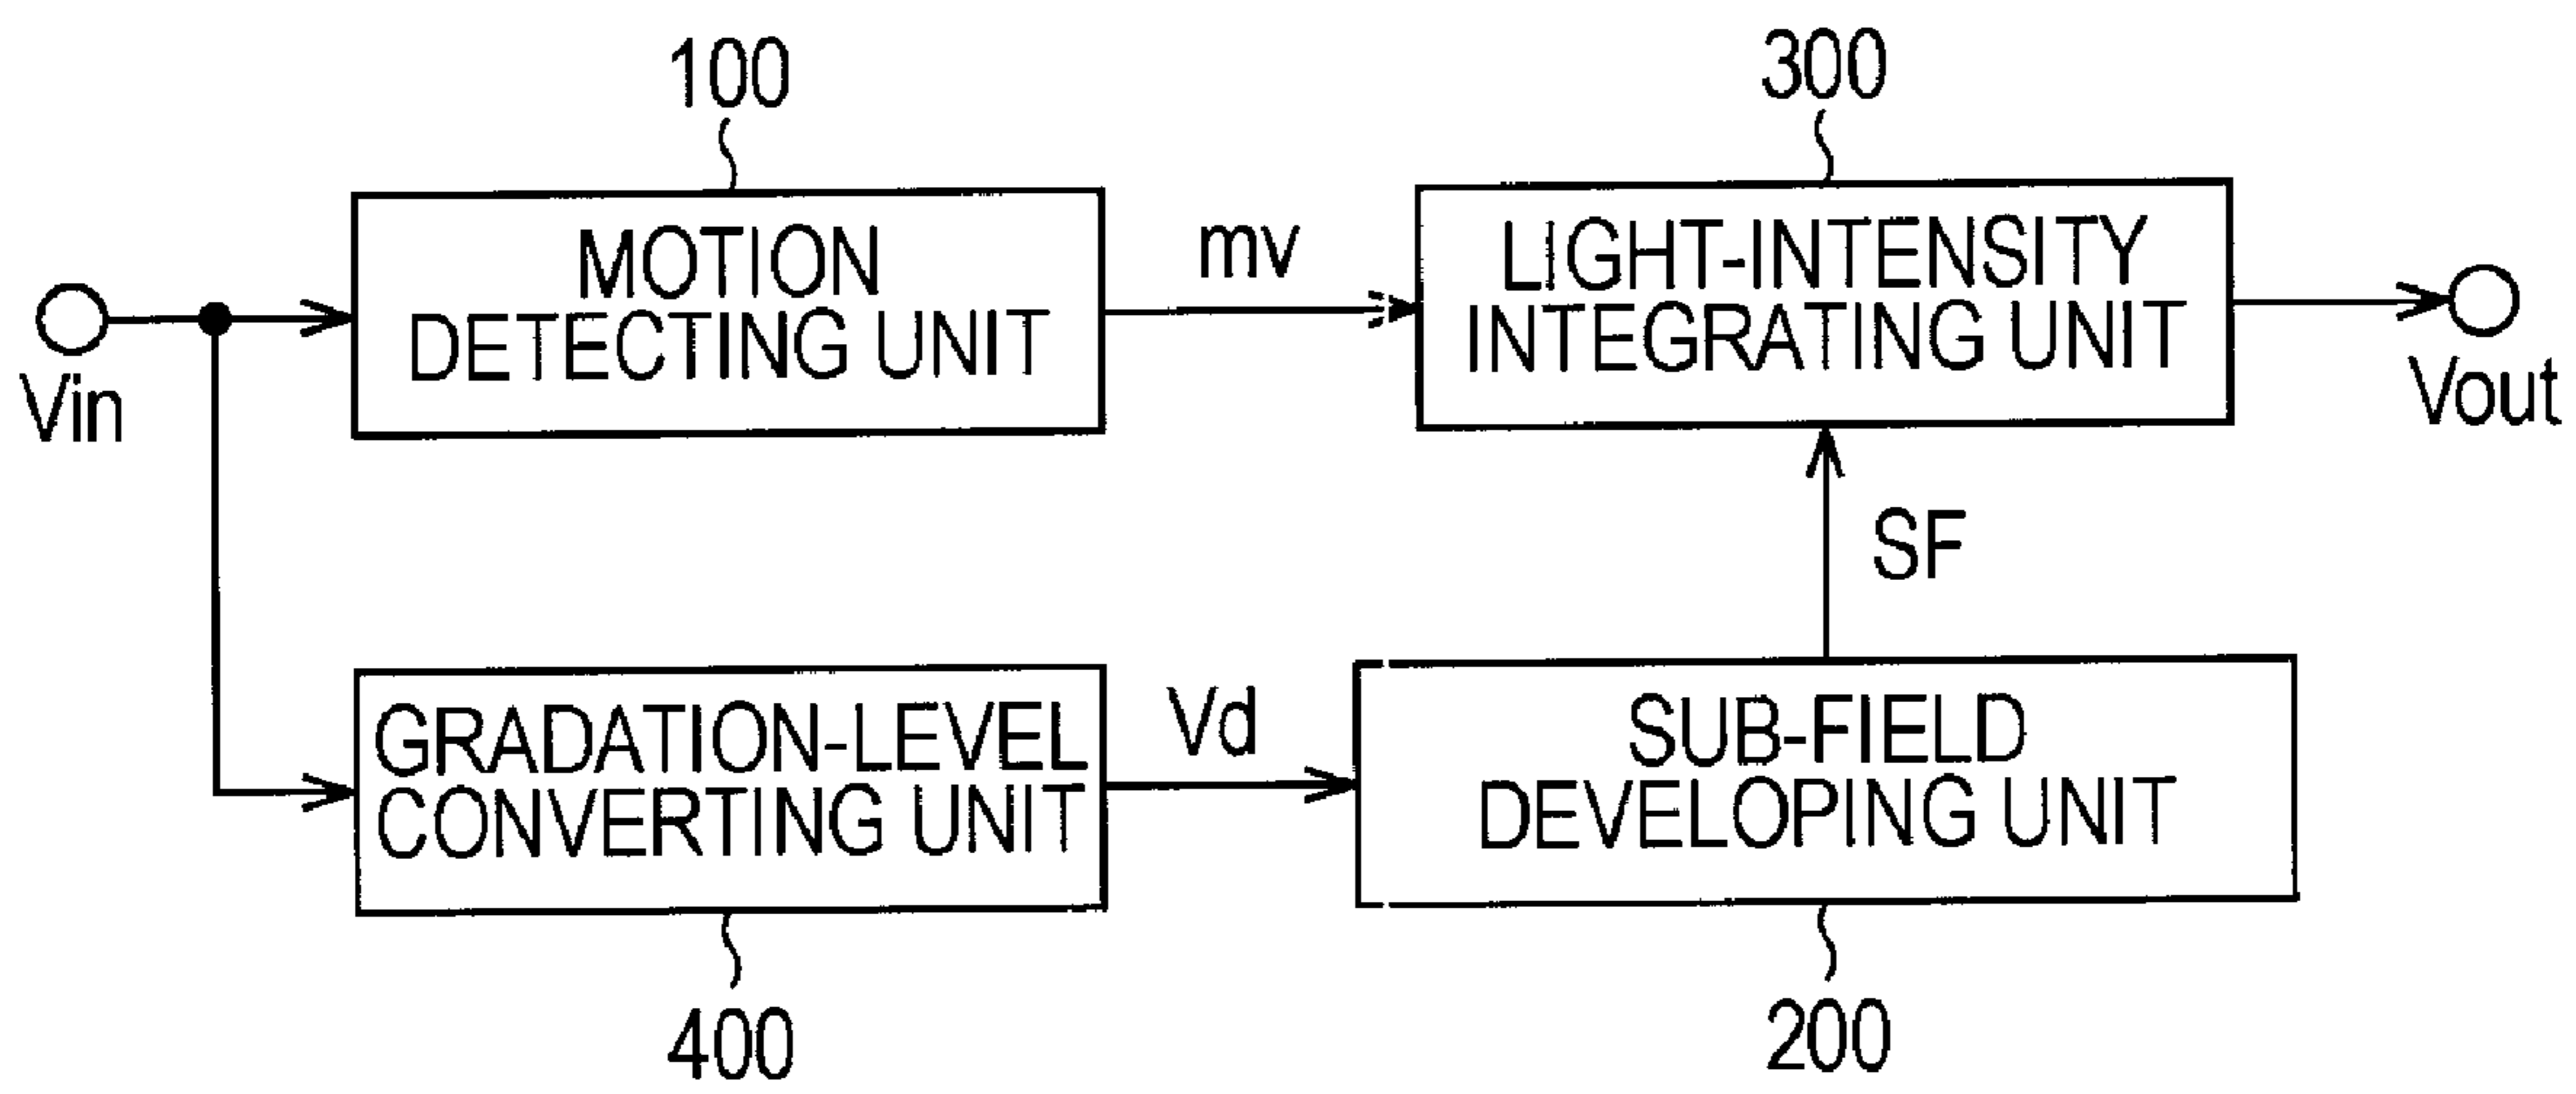 100
300
MOTION
DETECTING UNIT
mv
LIGHT-INTENSITY
INTEGRATING UNIT
Vin
Vout
SF
GRADATION-LEVEL
CONVERTING UNIT
Vd
SUB-FIELD
DEVELOPING UNIT
400
200